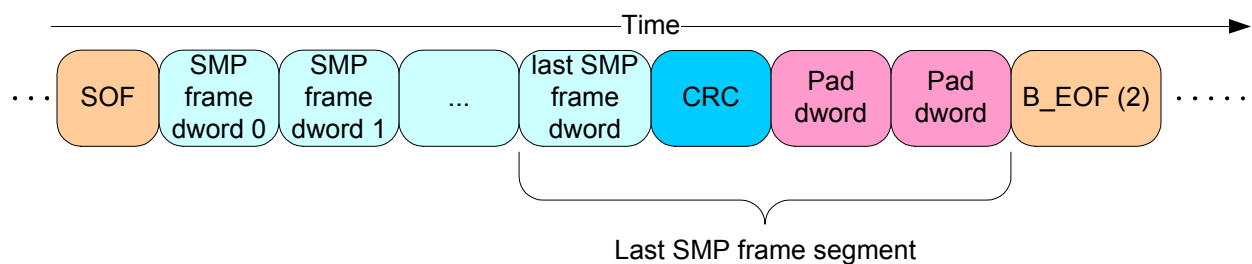 Time
SOF
SMP
frame
dword 0
SMP
frame
dword 1
...
last SMP
frame
dword
CRC
Pad
dword
Pad
dword
B_EOF (2)
Last SMP frame segment